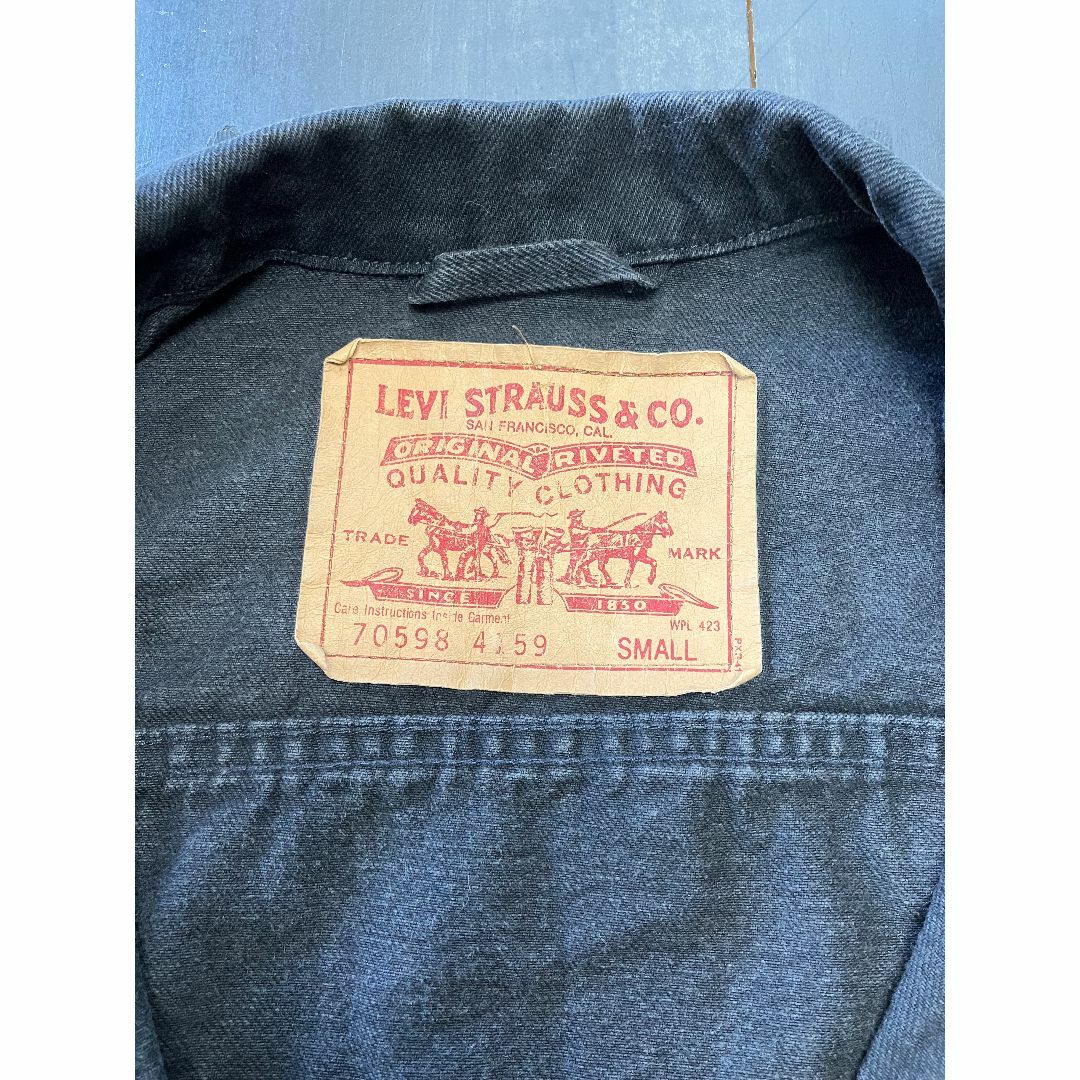 LEVI STRAUSS & CO.
SAN FRANCISCO, CAL.
ORIGINAL RIVETED
QUALITY CLOTHING
TRADE MARK
SINCE 1850
Care Instructions Inside Garment
WPL 423
70598 4159 SMALL